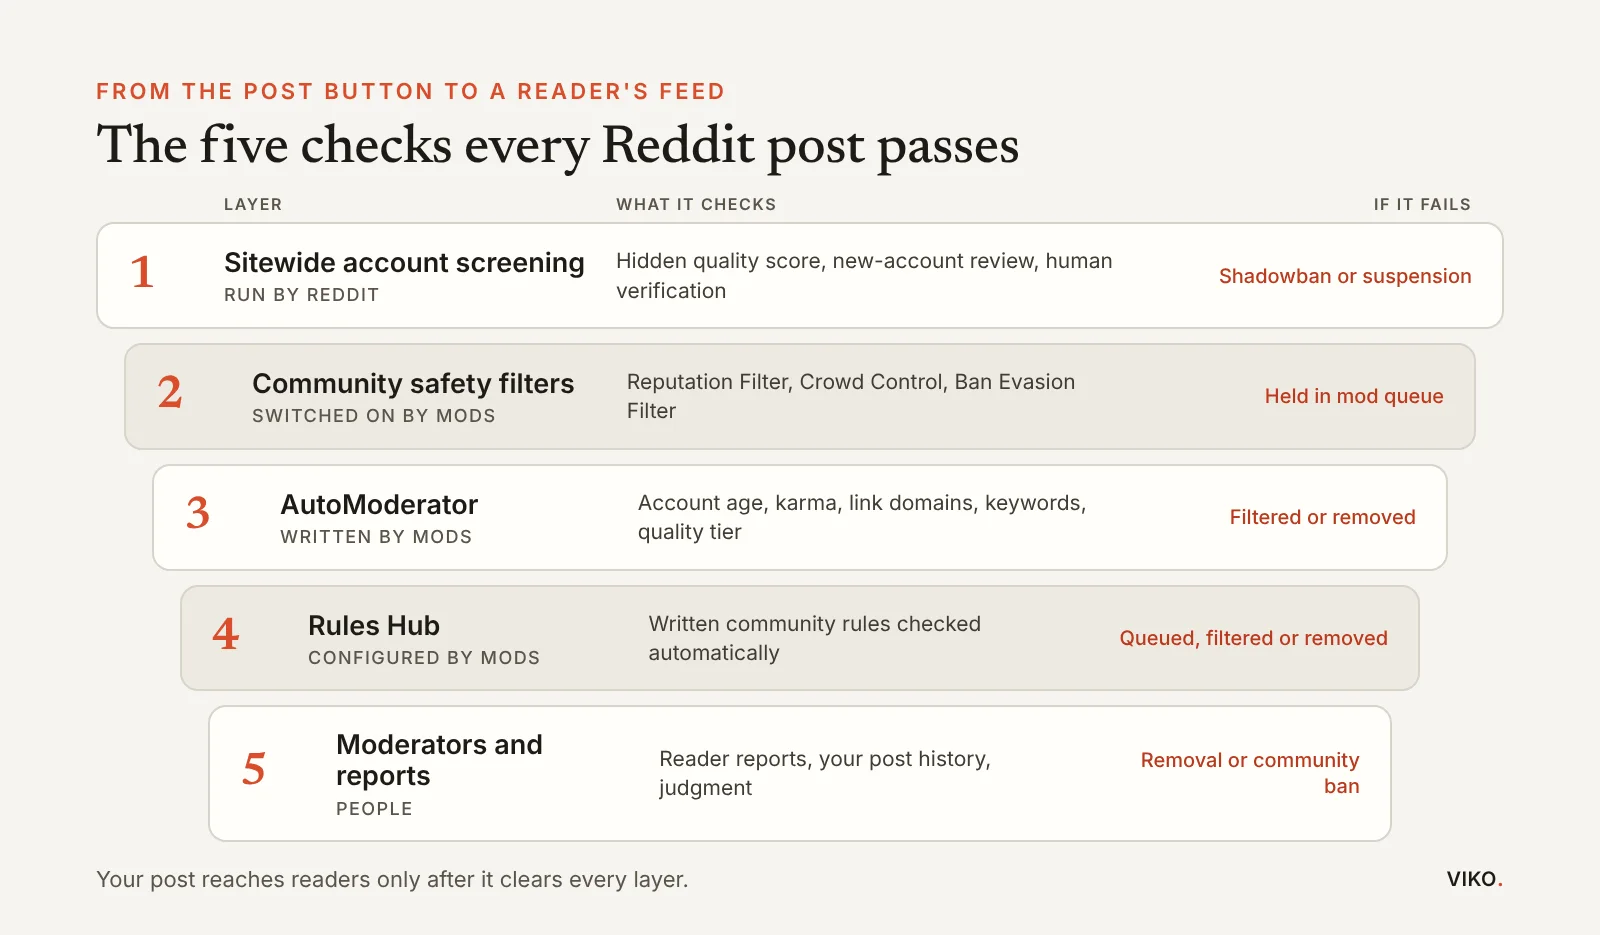 FROM THE POST BUTTON TO A READER'S FEED
The five checks every Reddit post passes
LAYER
WHAT IT CHECKS
IF IT FAILS
1
Sitewide account screening
RUN BY REDDIT
Hidden quality score, new-account review, human
verification
Shadowban or suspension
2
Community safety filters
SWITCHED ON BY MODS
Reputation Filter, Crowd Control, Ban Evasion
Filter
Held in mod queue
3
AutoModerator
WRITTEN BY MODS
Account age, karma, link domains, keywords,
quality tier
Filtered or removed
4
Rules Hub
CONFIGURED BY MODS
Written community rules checked
automatically
Queued, filtered or removed
5
Moderators and
reports
PEOPLE
Reader reports, your post history,
judgment
Removal or community
ban
Your post reaches readers only after it clears every layer.
VIKO.